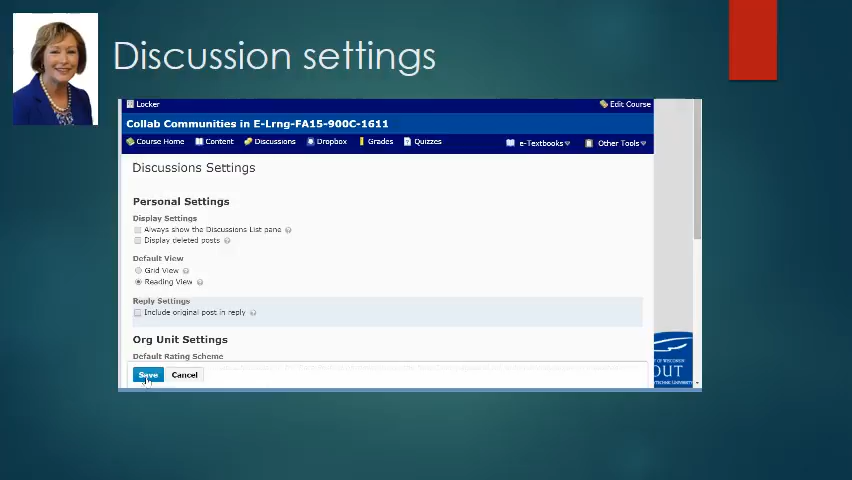 Discussion settings
Locker
Edit Course
Collab Communities in E-Lrng-FA15-900C-1611
Course Home Content Discussions Dropbox Grades Quizzes e-Textbooks Other Tools
Discussions Settings
Personal Settings
Display Settings
Always show the Discussions List pane
Display deleted posts
Default View
Grid View
Reading View
Reply Settings
Include original post in reply
Org Unit Settings
Default Rating Scheme
Save Cancel
OF WISCONSIN
OUT